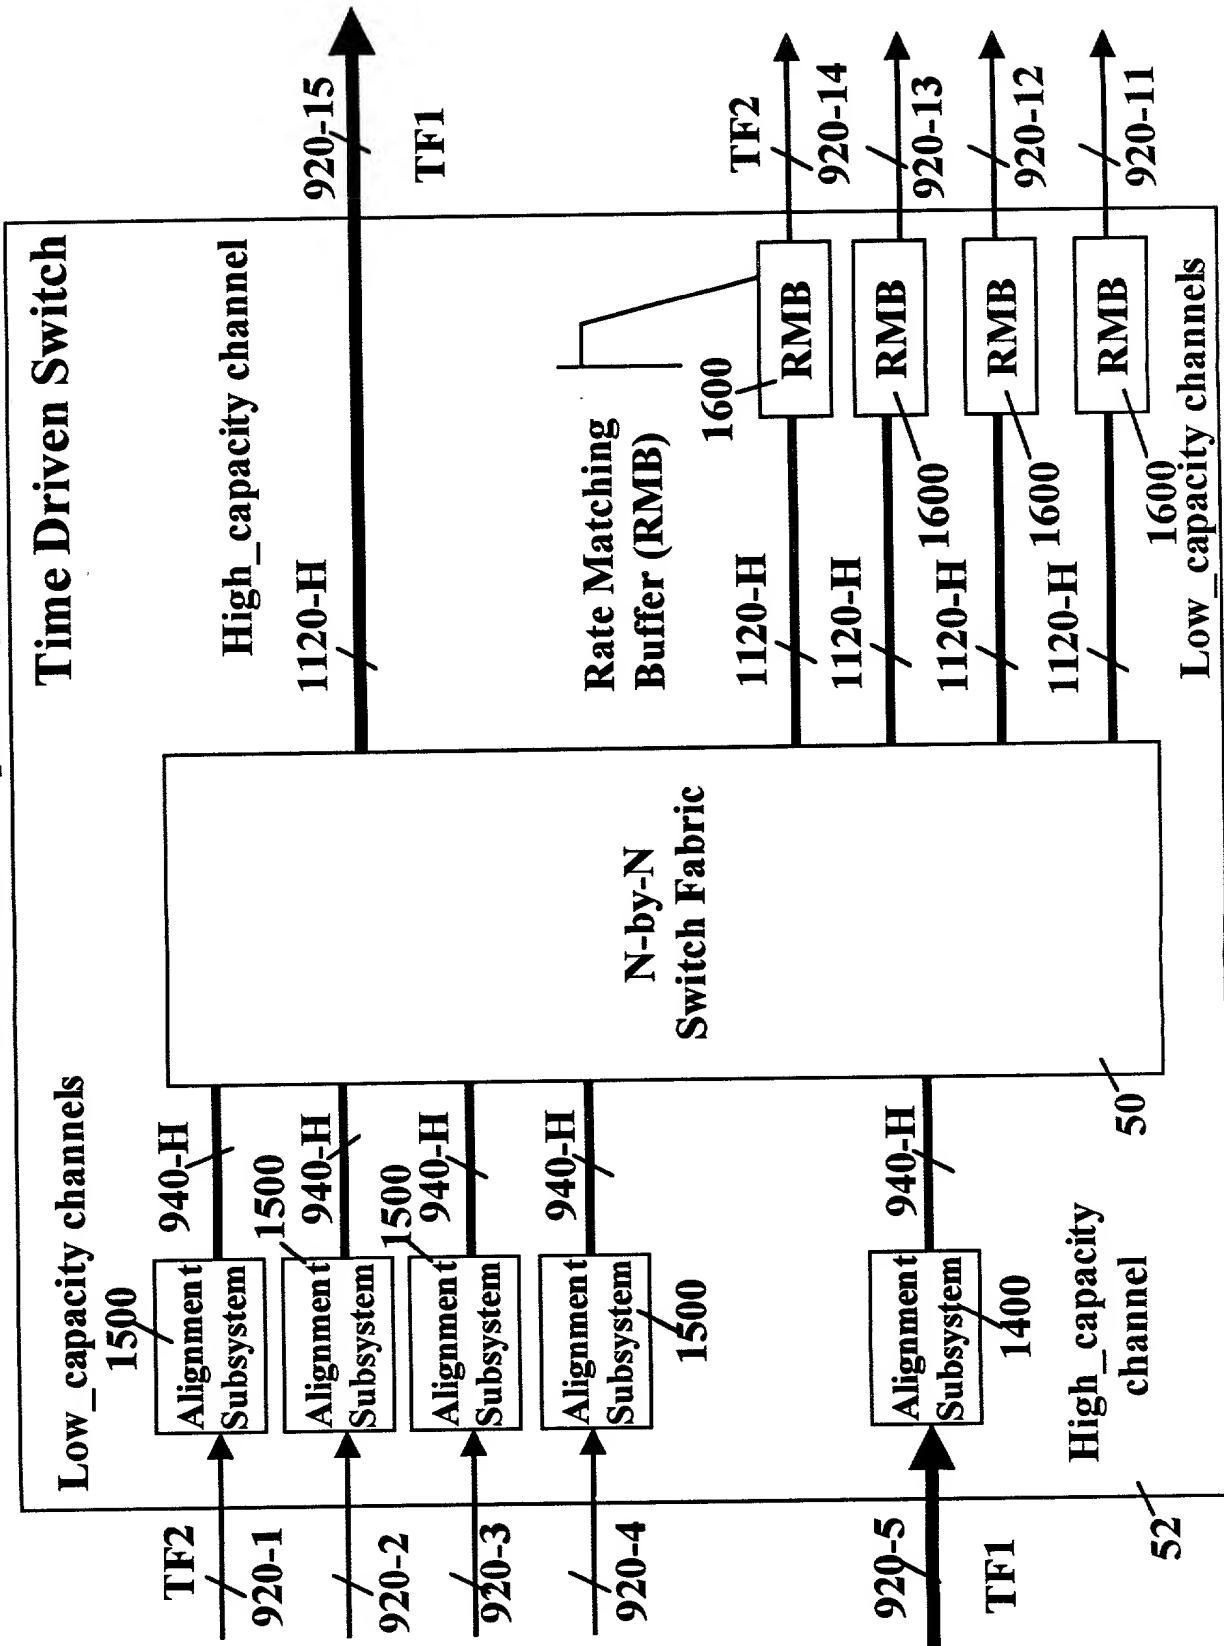 Time Driven Switch
Low_capacity channels
High_capacity channel
TF2
920-1
1500
Alignment
Subsystem
940-H
920-2
1500
Alignment
Subsystem
940-H
920-3
1500
Alignment
Subsystem
940-H
920-4
1500
Alignment
Subsystem
940-H
920-5
TF1
1400
Alignment
Subsystem
940-H
High_capacity
channel
52
50
N-by-N
Switch Fabric
1120-H
920-15
TF1
Rate Matching
Buffer (RMB)
1120-H
1600
RMB
TF2
920-14
1120-H
1600
RMB
920-13
1120-H
1600
RMB
920-12
1120-H
1600
RMB
920-11
Low_capacity channels